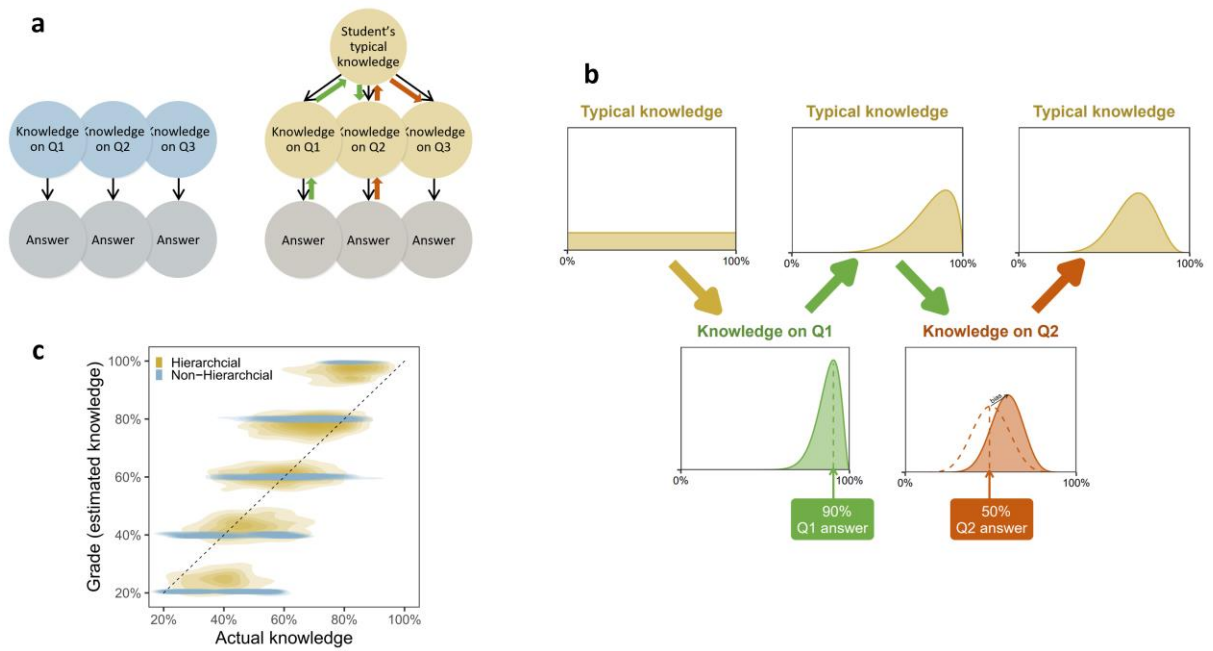 a
Student's
typical
knowledge
Knowledge
on Q1
Knowledge
on Q2
Knowledge
on Q3
Knowledge
on Q1
Knowledge
on Q2
Knowledge
on Q3
Answer
Answer
Answer
Answer
Answer
Answer
b
Typical knowledge
Typical knowledge
Typical knowledge
0%
100%
0%
100%
0%
100%
Knowledge on Q1
Knowledge on Q2
bias
0%
100%
0%
100%
90%
Q1 answer
50%
Q2 answer
c
Hierarchcial
Non-Hierarchcial
Grade (estimated knowledge)
100%
80%
60%
40%
20%
20%
40%
60%
80%
100%
Actual knowledge